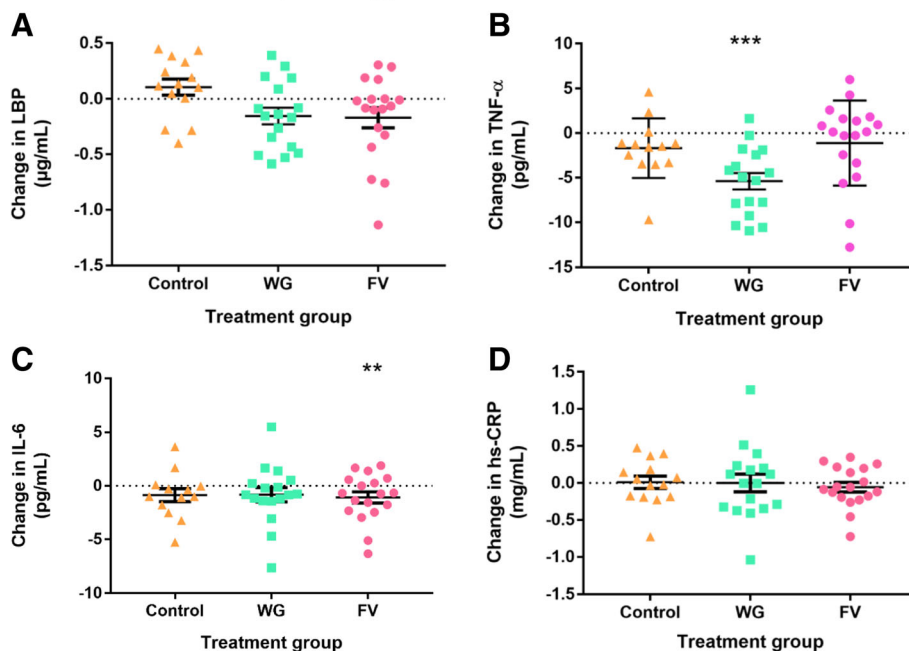 A
Change in LBP
(µg/mL)
0.5
0.0
-0.5
-1.0
-1.5
Control WG FV
Treatment group
B
Change in TNF-α
(pg/mL)
10
5
0
-5
-10
-15
***
Control WG FV
Treatment group
C
Change in IL-6
(pg/mL)
10
5
0
-5
-10
**
Control WG FV
Treatment group
D
Change in hs-CRP
(mg/mL)
1.5
1.0
0.5
0.0
-0.5
-1.0
-1.5
Control WG FV
Treatment group